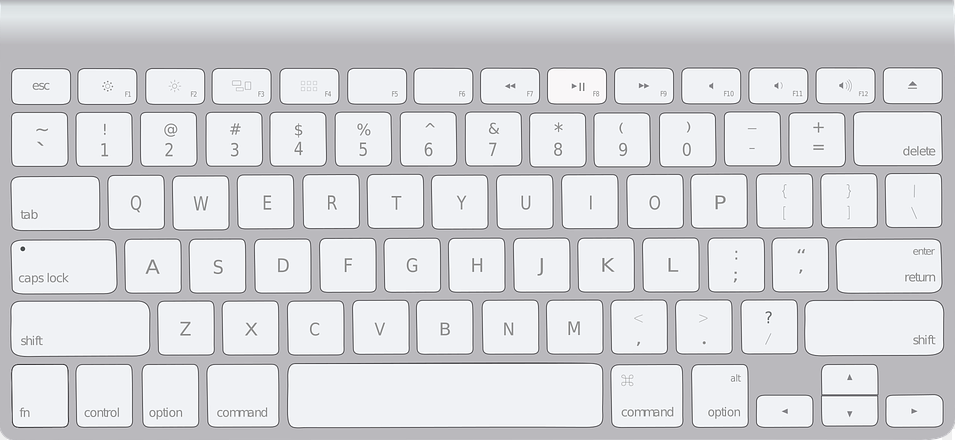 esc F1 F2 F3 F4 F5 F6 F7 F8 F9 F10 F11 F12
~ ! @ # $ % ^ & * ( ) — +
` 1 2 3 4 5 6 7 8 9 0 - = delete
tab Q W E R T Y U I O P { } |
[ ] \
caps lock A S D F G H J K L : “ enter
; , return
shift Z X C V B N M < > ? shift
, . /
⌘ alt
fn control option command command option